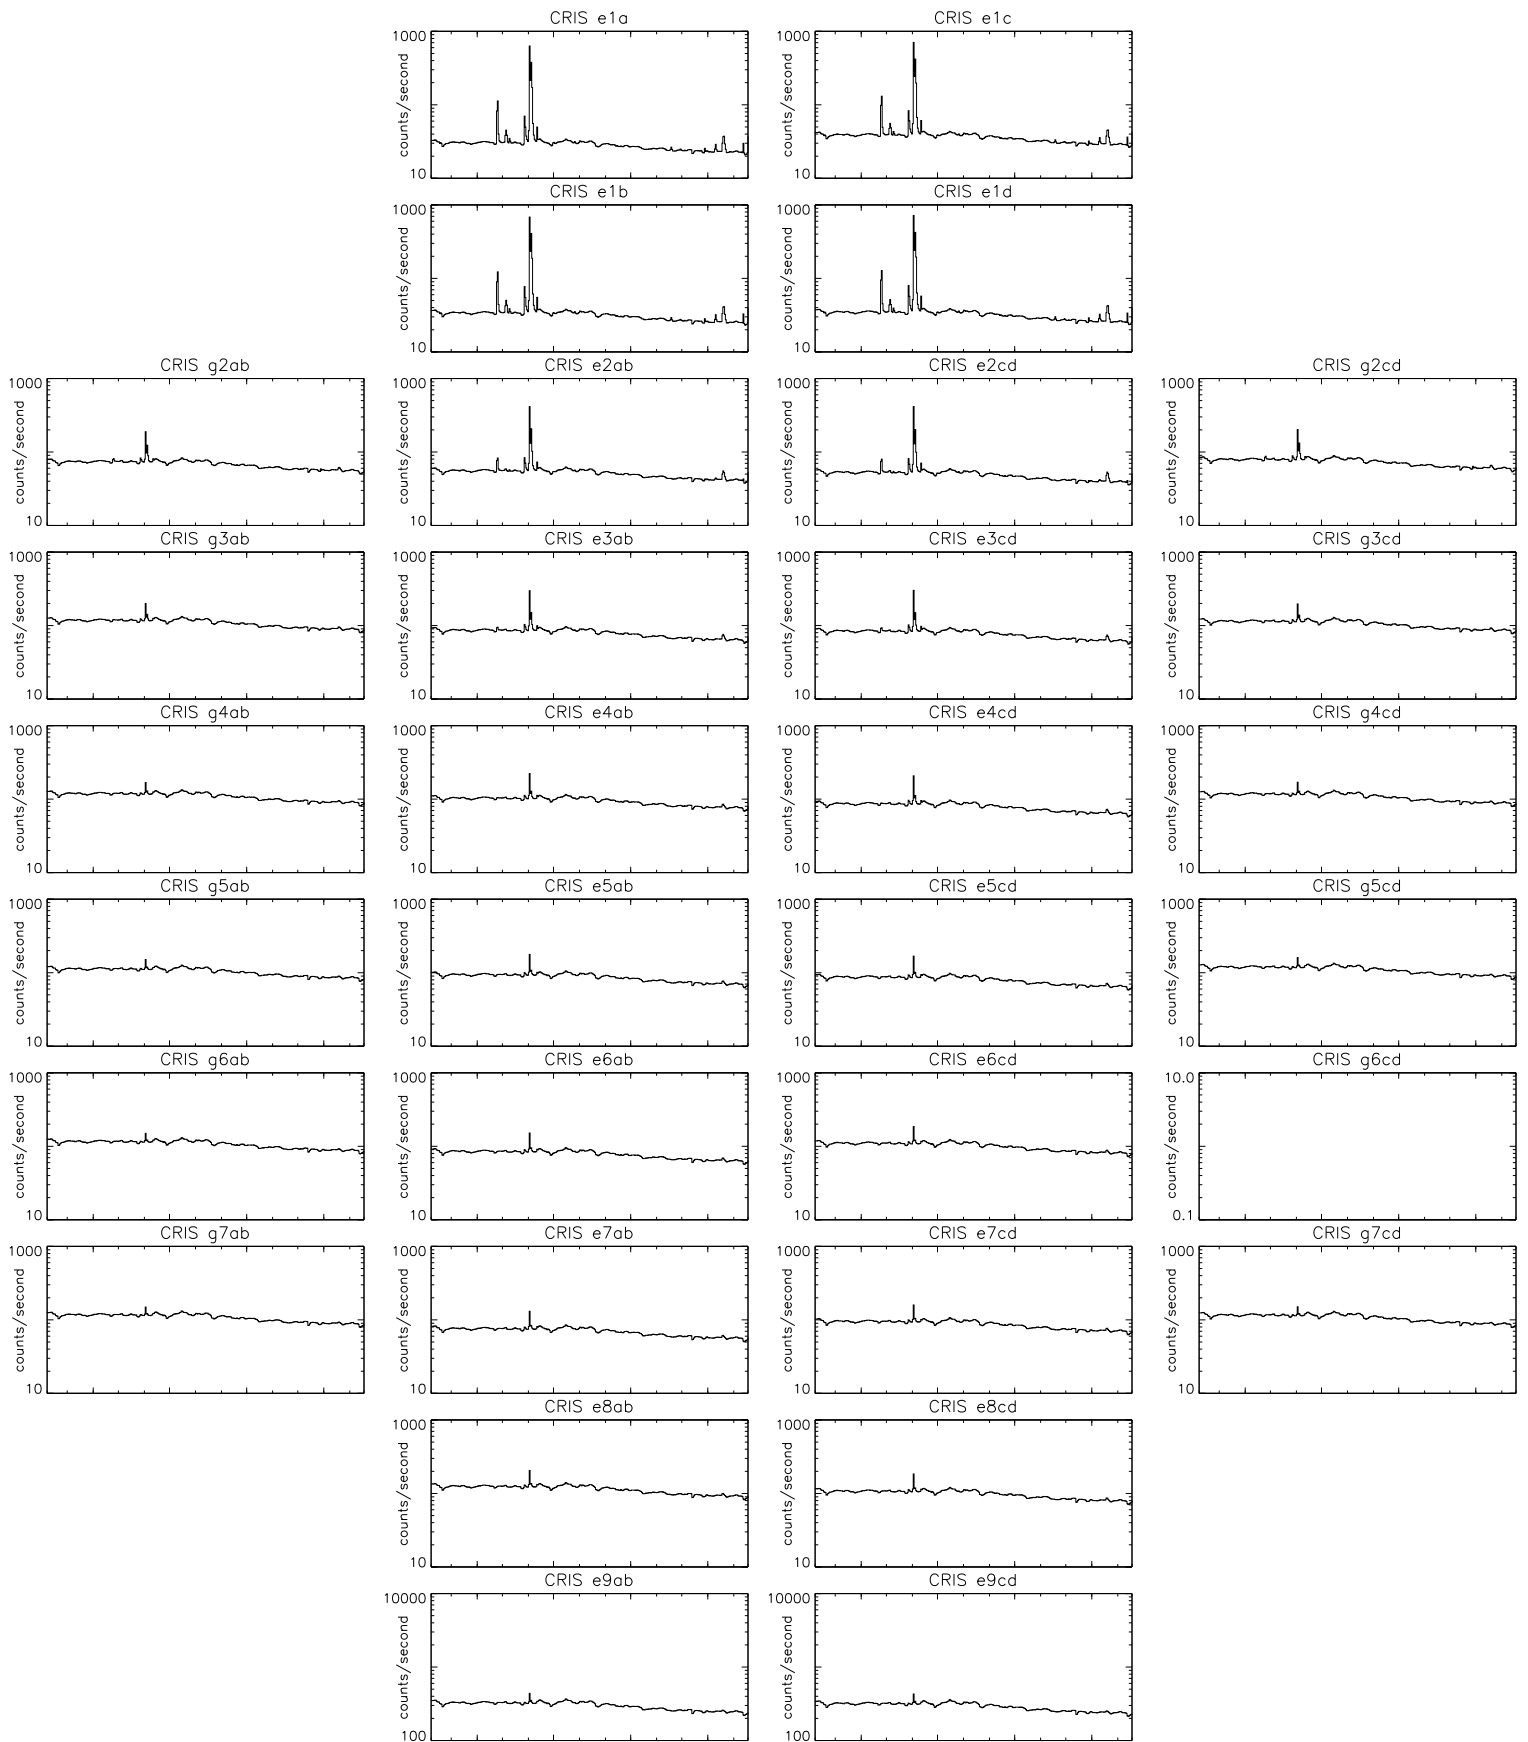 CRIS e1a
1000
counts/second
10
CRIS e1c
1000
counts/second
10
CRIS e1b
1000
counts/second
10
CRIS e1d
1000
counts/second
10
CRIS g2ab
1000
counts/second
10
CRIS e2ab
1000
counts/second
10
CRIS e2cd
1000
counts/second
10
CRIS g2cd
1000
counts/second
10
CRIS g3ab
1000
counts/second
10
CRIS e3ab
1000
counts/second
10
CRIS e3cd
1000
counts/second
10
CRIS g3cd
1000
counts/second
10
CRIS g4ab
1000
counts/second
10
CRIS e4ab
1000
counts/second
10
CRIS e4cd
1000
counts/second
10
CRIS g4cd
1000
counts/second
10
CRIS g5ab
1000
counts/second
10
CRIS e5ab
1000
counts/second
10
CRIS e5cd
1000
counts/second
10
CRIS g5cd
1000
counts/second
10
CRIS g6ab
1000
counts/second
10
CRIS e6ab
1000
counts/second
10
CRIS e6cd
1000
counts/second
10
CRIS g6cd
10.0
counts/second
0.1
CRIS g7ab
1000
counts/second
10
CRIS e7ab
1000
counts/second
10
CRIS e7cd
1000
counts/second
10
CRIS g7cd
1000
counts/second
10
CRIS e8ab
1000
counts/second
10
CRIS e8cd
1000
counts/second
10
CRIS e9ab
10000
counts/second
100
CRIS e9cd
10000
counts/second
100